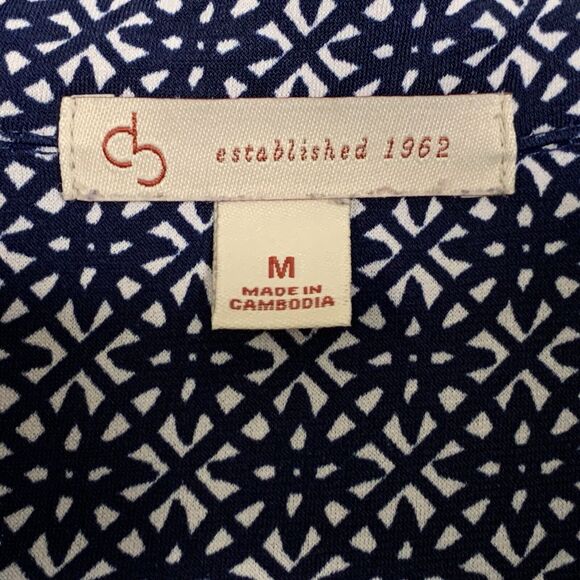 cb
established 1962
M
MADE IN
CAMBODIA